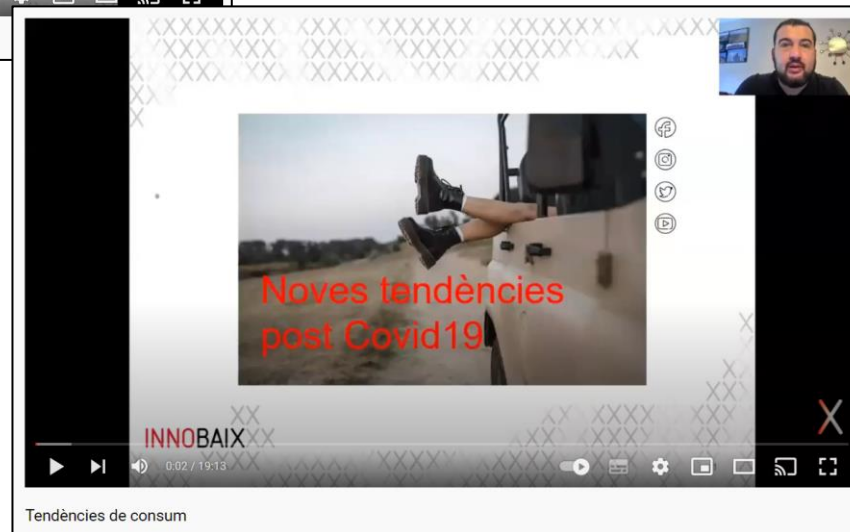 Noves tendències
post Covid19
INNOBAIX
0:02 / 19:13
Tendències de consum